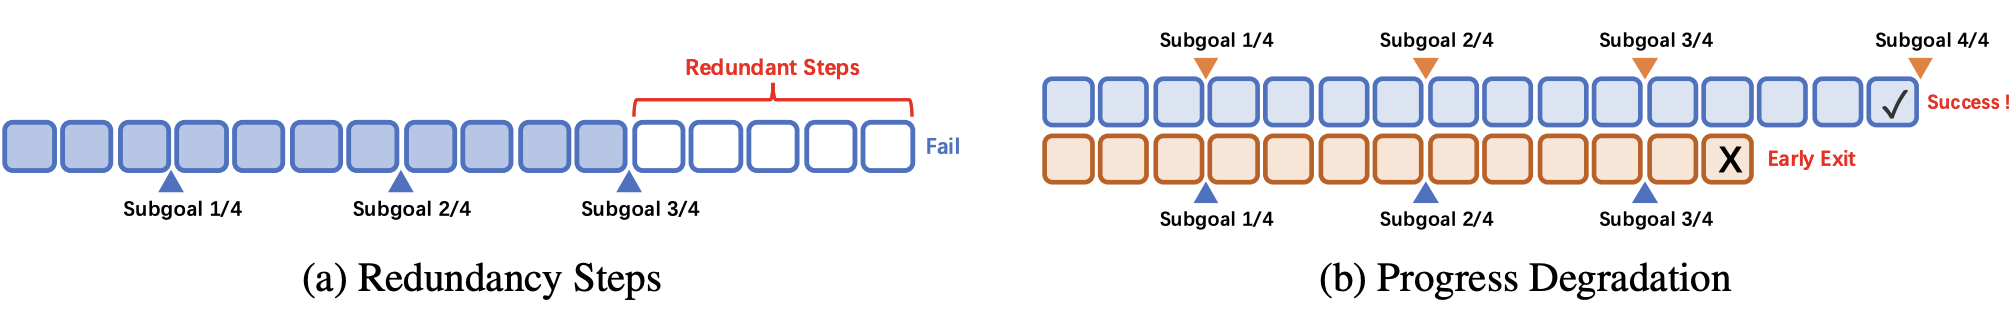 Redundant Steps
Fail
Subgoal 1/4
Subgoal 2/4
Subgoal 3/4
(a) Redundancy Steps
Subgoal 1/4
Subgoal 2/4
Subgoal 3/4
Subgoal 4/4
✓
Success !
X
Early Exit
Subgoal 1/4
Subgoal 2/4
Subgoal 3/4
(b) Progress Degradation